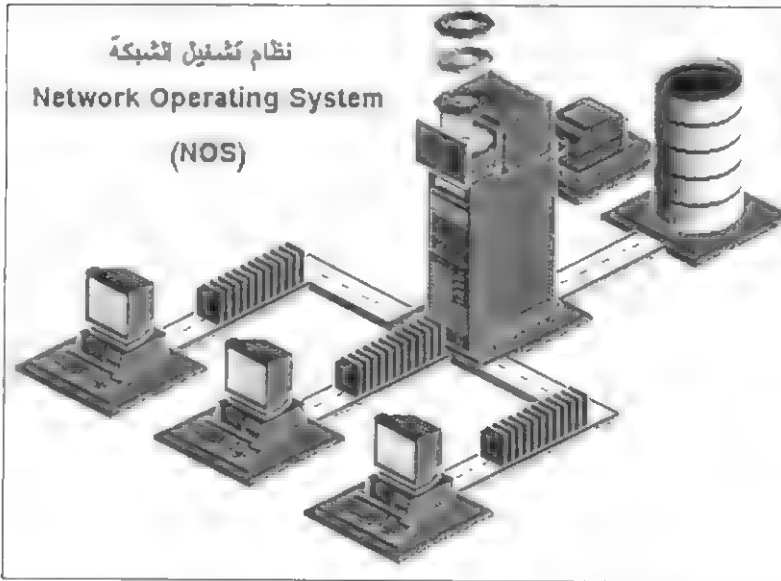 نظام تشغيل الشبكة
Network Operating System
(NOS)